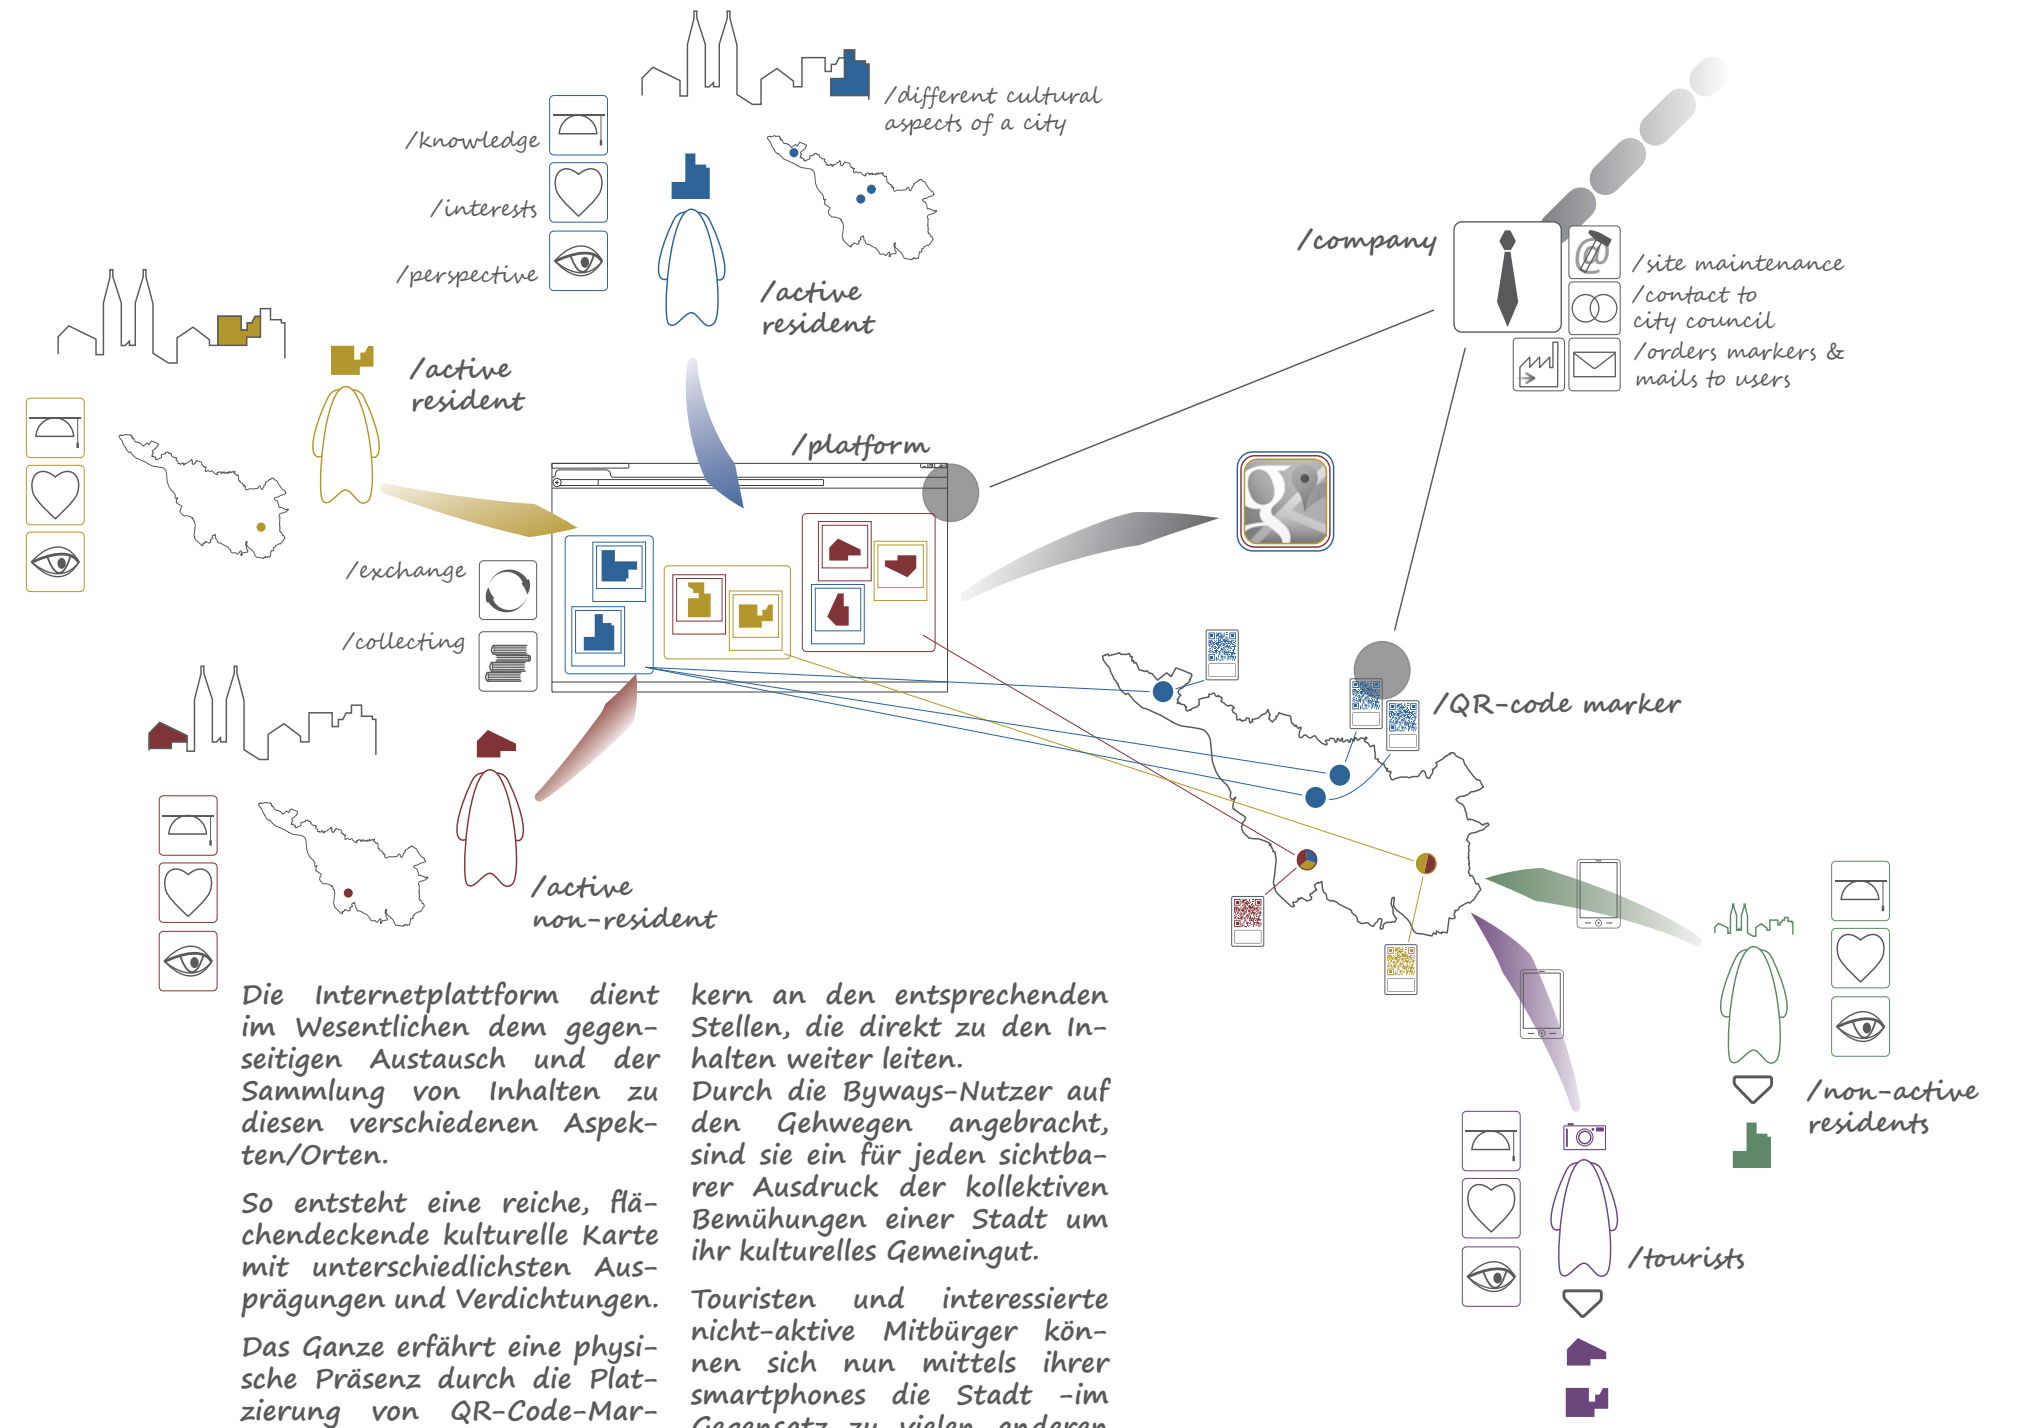 /different cultural
aspects of a city
/knowledge
/interests
/perspective
/active
resident
/company
/site maintenance
/contact to
city council
/orders markers &
mails to users
/active
resident
/platform
/exchange
/collecting
/QR-code marker
/active
non-resident
/non-active
residents
/tourists
Die Internetplattform dient
im Wesentlichen dem gegen-
seitigen Austausch und der
Sammlung von Inhalten zu
diesen verschiedenen Aspek-
ten/Orten.
So entsteht eine reiche, flä-
chendeckende kulturelle Karte
mit unterschiedlichsten Aus-
prägungen und Verdichtungen.
Das Ganze erfährt eine physi-
sche Präsenz durch die Plat-
zierung von QR-Code-Mar-
kern an den entsprechenden
Stellen, die direkt zu den In-
halten weiter leiten.
Durch die Byways-Nutzer auf
den Gehwegen angebracht,
sind sie ein für jeden sichtba-
rer Ausdruck der kollektiven
Bemühungen einer Stadt um
ihr kulturelles Gemeingut.
Touristen und interessierte
nicht-aktive Mitbürger kön-
nen sich nun mittels ihrer
smartphones die Stadt -im
Gegensatz zu vielen anderen